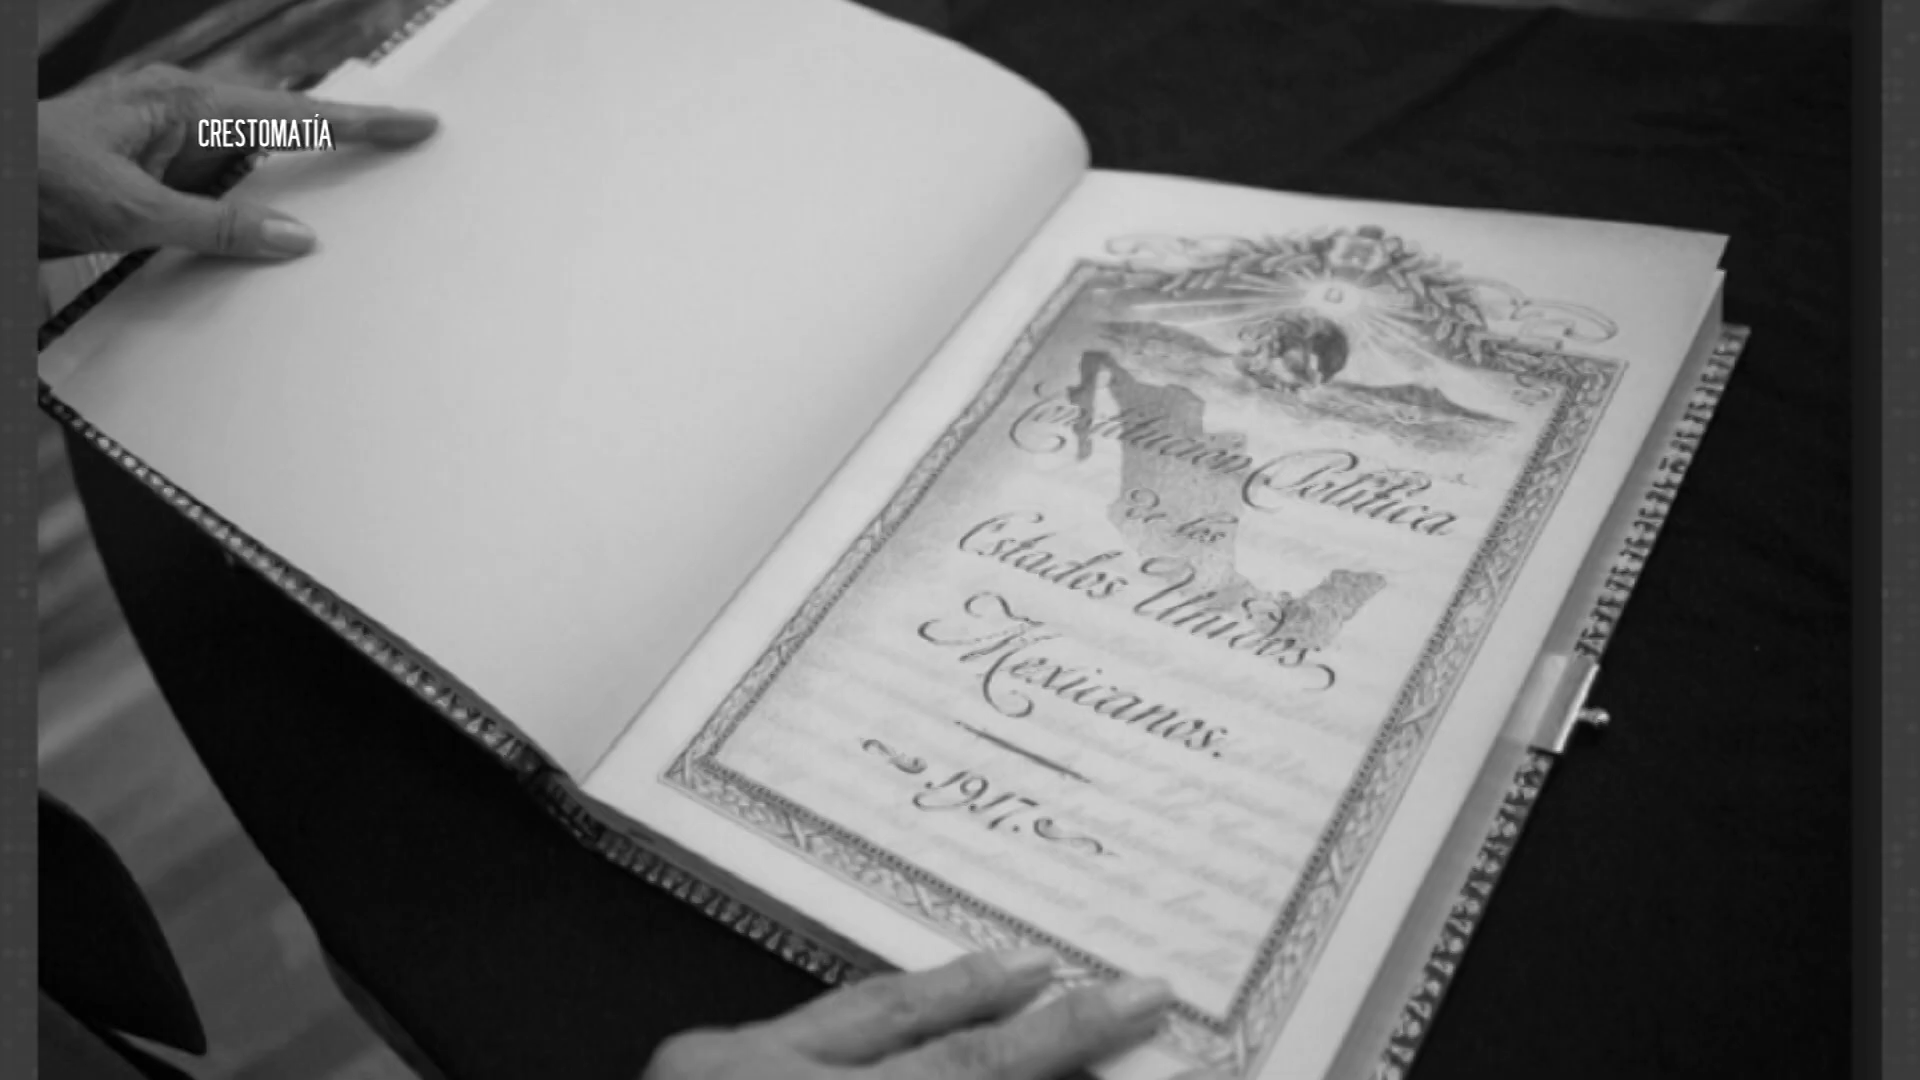 CRESTOMATÍA
Constitución Política
de los
Estados Unidos
Mexicanos.
1917.